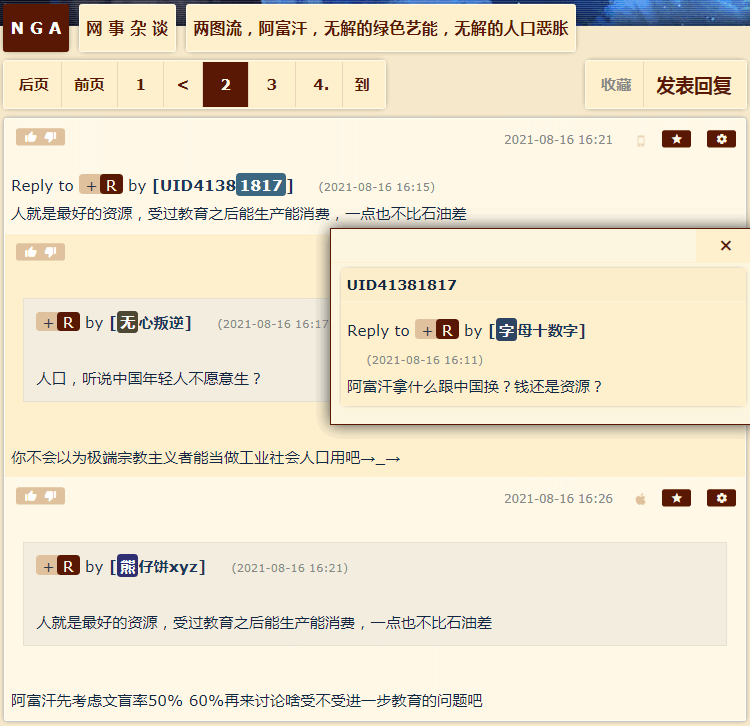 N G A 网 事 杂 谈 两图流，阿富汗，无解的绿色艺能，无解的人口恶胀
后页 前页 1 < 2 3 4. 到 收藏 发表回复
2021-08-16 16:21
Reply to +R by [UID41381817] (2021-08-16 16:15)
人就是最好的资源，受过教育之后能生产能消费，一点也不比石油差
×
UID41381817
Reply to +R by [字母十数字]
(2021-08-16 16:11)
阿富汗拿什么跟中国换？钱还是资源？
+R by [无心叛逆] (2021-08-16 16:17
人口，听说中国年轻人不愿意生？
你不会以为极端宗教主义者能当做工业社会人口用吧→_→
2021-08-16 16:26
+R by [熊仔饼xyz] (2021-08-16 16:21)
人就是最好的资源，受过教育之后能生产能消费，一点也不比石油差
阿富汗先考虑文盲率50% 60%再来讨论啥受不受进一步教育的问题吧